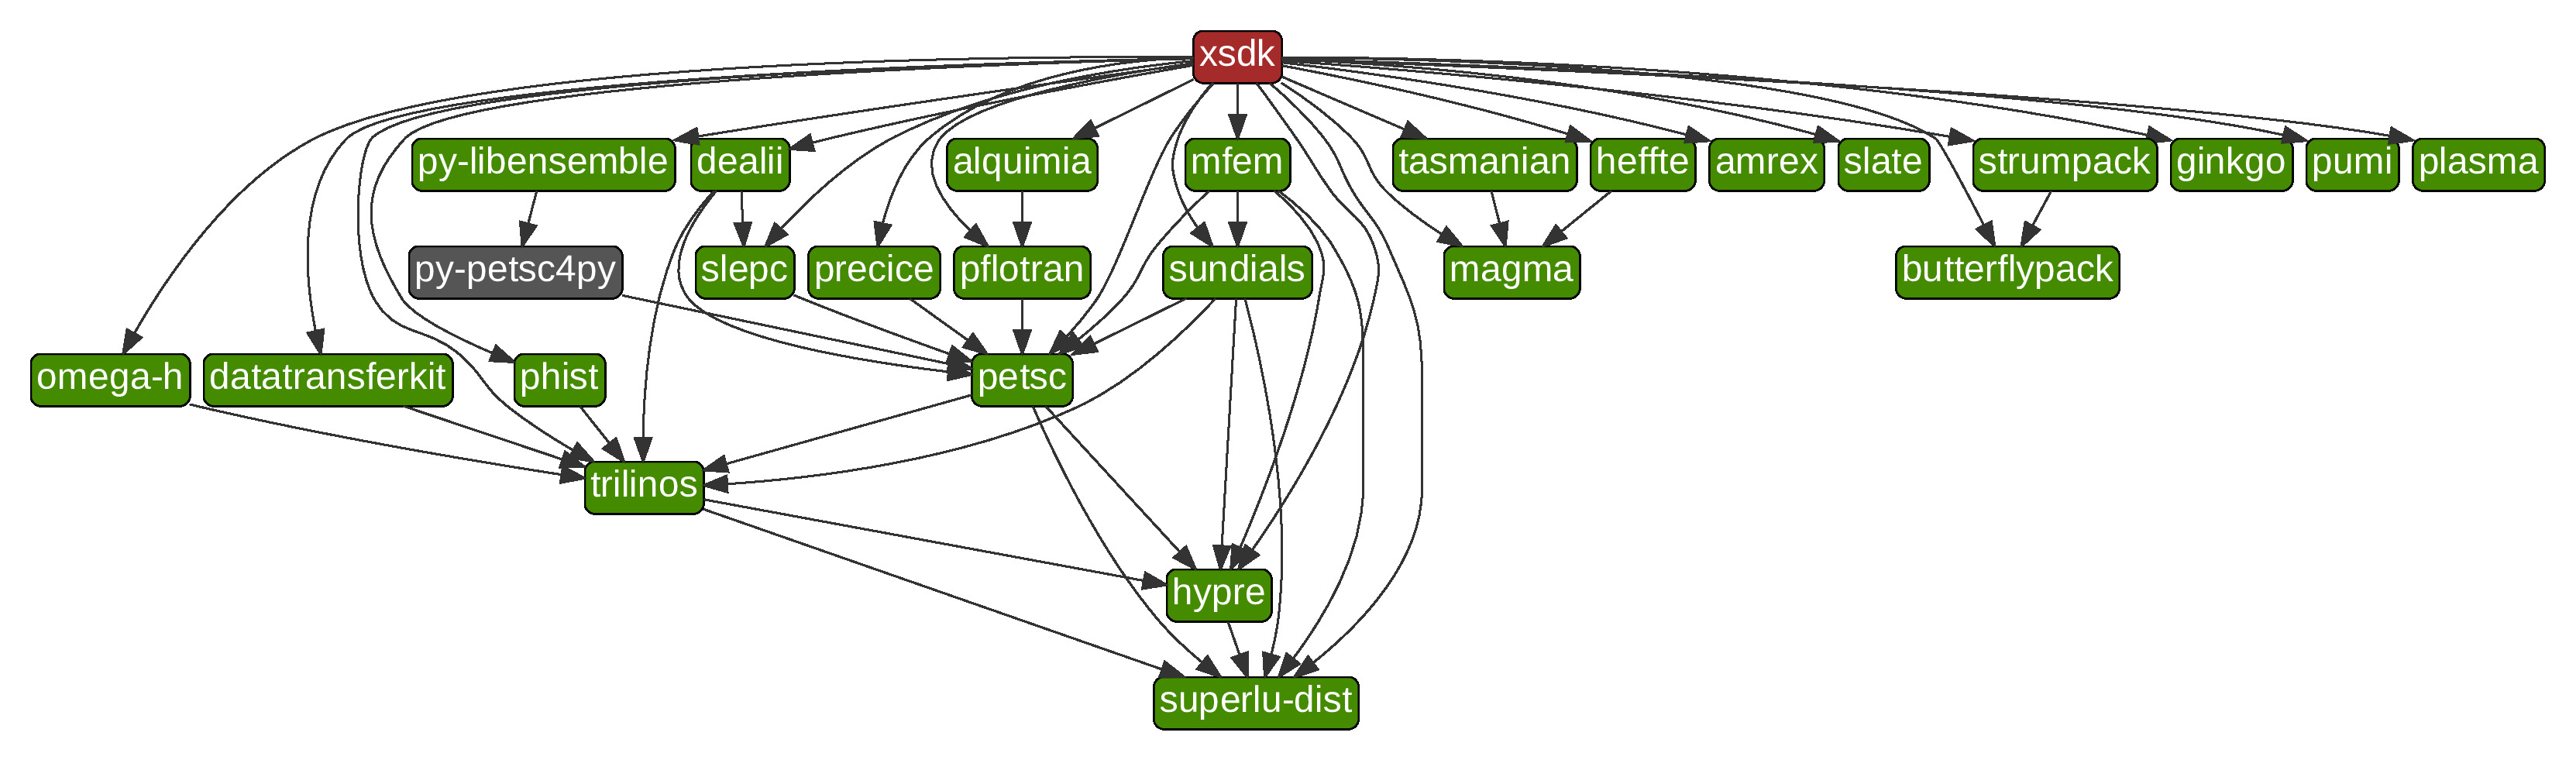 xsdk
py-libensemble
dealii
alquimia
mfem
tasmanian
heffte
amrex
slate
strumpack
ginkgo
pumi
plasma
py-petsc4py
slepc
precice
pflotran
sundials
magma
butterflypack
omega-h
datatransferkit
phist
petsc
trilinos
hypre
superlu-dist